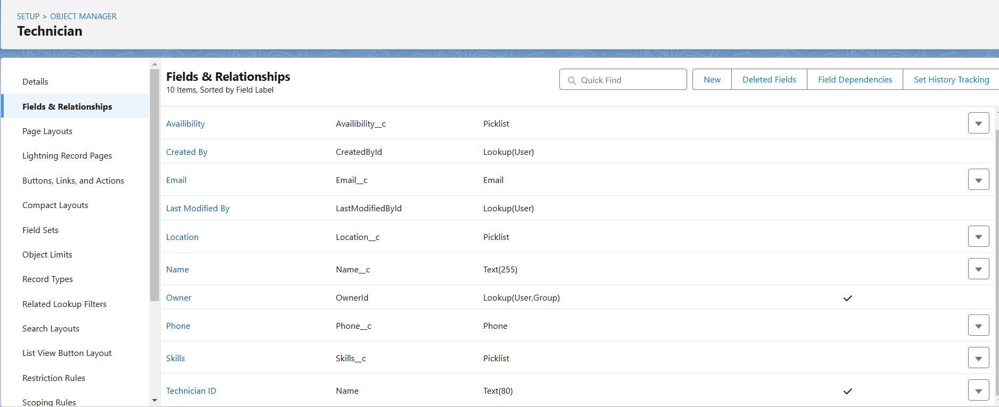 SETUP > OBJECT MANAGER
Technician
Details
Fields & Relationships
Page Layouts
Lightning Record Pages
Buttons, Links, and Actions
Compact Layouts
Field Sets
Object Limits
Record Types
Related Lookup Filters
Search Layouts
List View Button Layout
Restriction Rules
Scoping Rules
Fields & Relationships
10 Items, Sorted by Field Label
Quick Find
New
Deleted Fields
Field Dependencies
Set History Tracking
Availibility Availibility__c Picklist
Created By CreatedById Lookup(User)
Email Email__c Email
Last Modified By LastModifiedById Lookup(User)
Location Location__c Picklist
Name Name__c Text(255)
Owner OwnerId Lookup(User,Group)
Phone Phone__c Phone
Skills Skills__c Picklist
Technician ID Name Text(80)